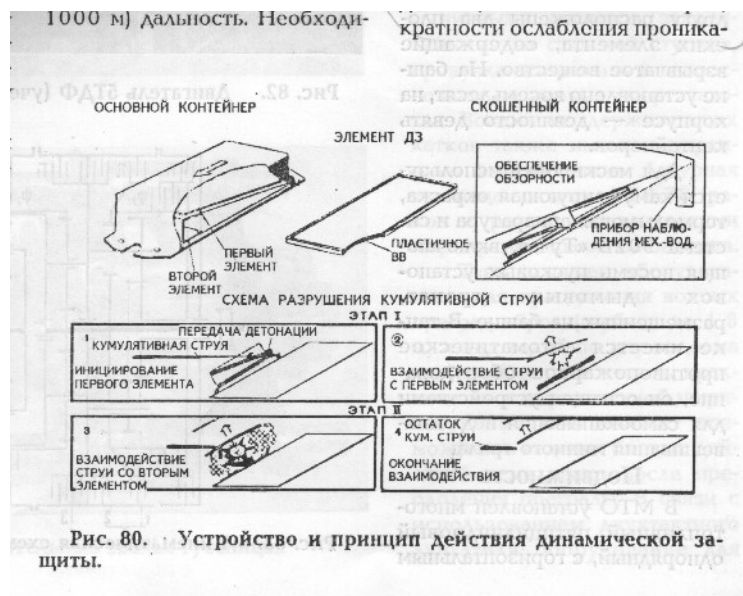 1000 м) дальность. Необходи-
кратности ослабления проника-
ОСНОВНОЙ КОНТЕЙНЕР
СКОШЕННЫЙ КОНТЕЙНЕР
ЭЛЕМЕНТ ДЗ
ОБЕСПЕЧЕНИЕ
ОБЗОРНОСТИ
ПЕРВЫЙ
ЭЛЕМЕНТ
ВТОРОЙ
ЭЛЕМЕНТ
ПЛАСТИЧНОЕ
ВВ
ПРИБОР НАБЛЮ-
ДЕНИЯ МЕХ-ВОД.
СХЕМА РАЗРУШЕНИЯ КУМУЛЯТИВНОЙ СТРУИ
ЭТАП I
1
ПЕРЕДАЧА ДЕТОНАЦИИ
КУМУЛЯТИВНАЯ СТРУЯ
ИНИЦИИРОВАНИЕ
ПЕРВОГО ЭЛЕМЕНТА
2
ВЗАИМОДЕЙСТВИЕ СТРУИ
С ПЕРВЫМ ЭЛЕМЕНТОМ
ЭТАП II
3
ВЗАИМОДЕЙСТВИЕ
СТРУИ СО ВТОРЫМ
ЭЛЕМЕНТОМ
4 ОСТАТОК
КУМ. СТРУИ
ОКОНЧАНИЕ
ВЗАИМОДЕЙСТВИЯ
Рис. 80. Устройство и принцип действия динамической за-
щиты.